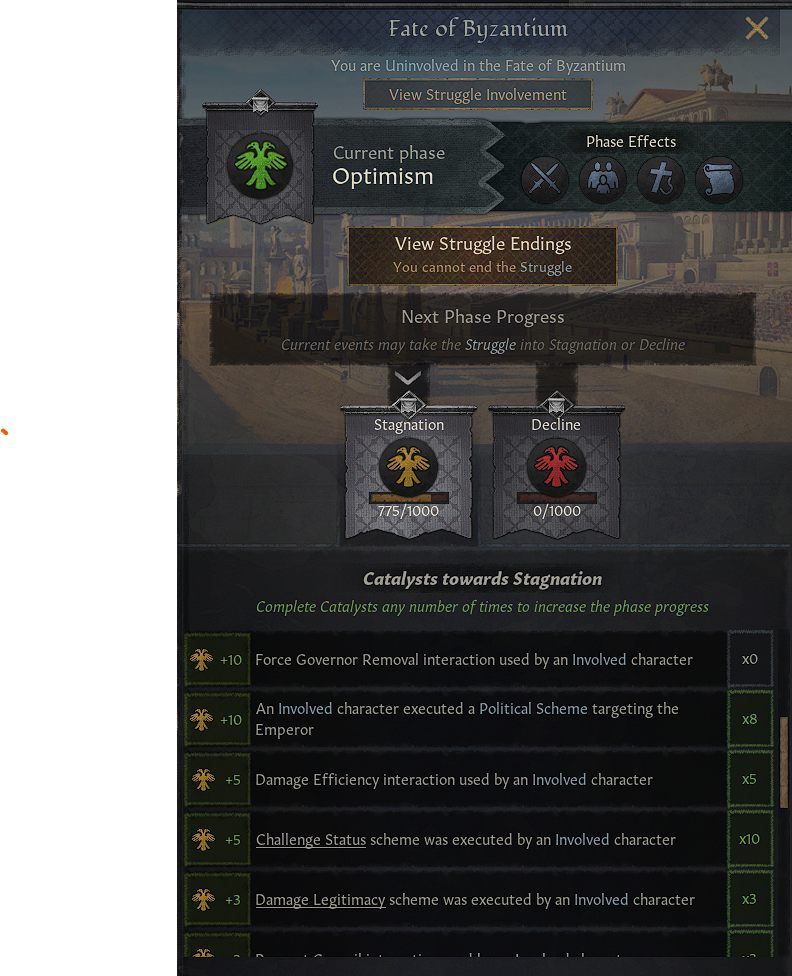 Fate of Byzantium
You are Uninvolved in the Fate of Byzantium
View Struggle Involvement
Current phase
Optimism
Phase Effects
View Struggle Endings
You cannot end the Struggle
Next Phase Progress
Current events may take the Struggle into Stagnation or Decline
Stagnation
775/1000
Decline
0/1000
Catalysts towards Stagnation
Complete Catalysts any number of times to increase the phase progress
+10 Force Governor Removal interaction used by an Involved character x0
+10 An Involved character executed a Political Scheme targeting the
Emperor x8
+5 Damage Efficiency interaction used by an Involved character x5
+5 Challenge Status scheme was executed by an Involved character x10
+3 Damage Legitimacy scheme was executed by an Involved character x3